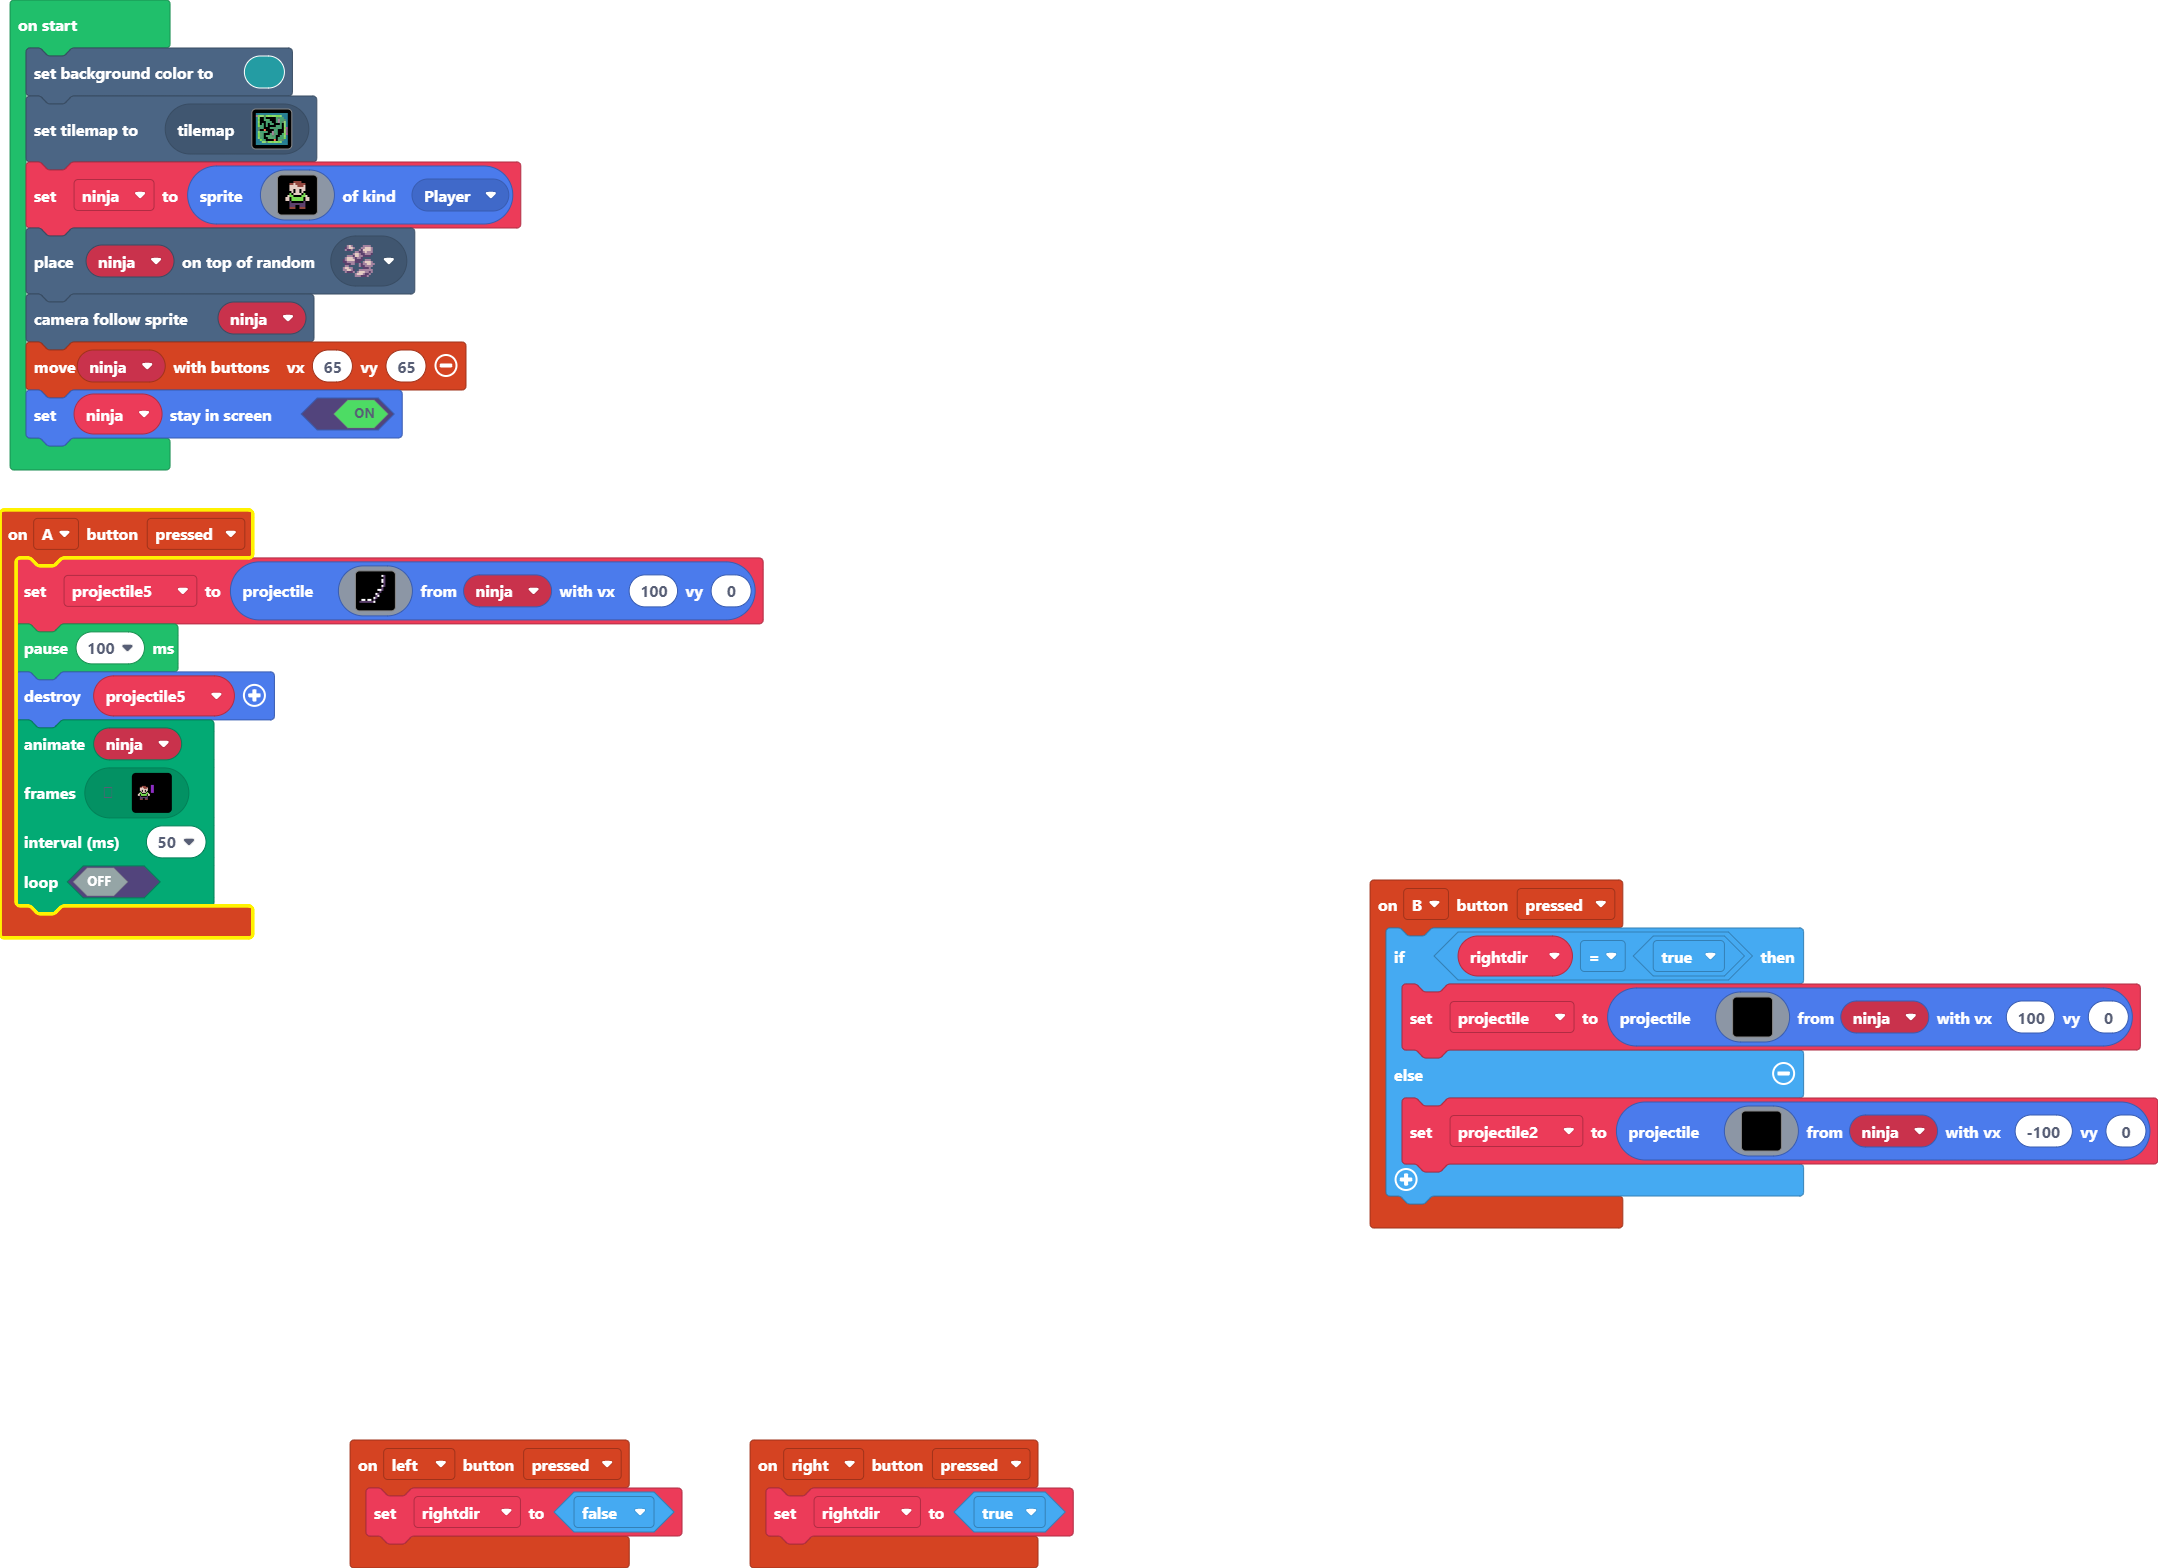 on start
set background color to
set tilemap to tilemap
set ninja to sprite of kind Player
place ninja on top of random
camera follow sprite ninja
move ninja with buttons vx 65 vy 65
set ninja stay in screen ON
on A button pressed
set projectile5 to projectile from ninja with vx 100 vy 0
pause 100 ms
destroy projectile5
animate ninja
frames
interval (ms) 50
loop OFF
on B button pressed
if rightdir = true then
set projectile to projectile from ninja with vx 100 vy 0
else
set projectile2 to projectile from ninja with vx -100 vy 0
on left button pressed
set rightdir to false
on right button pressed
set rightdir to true